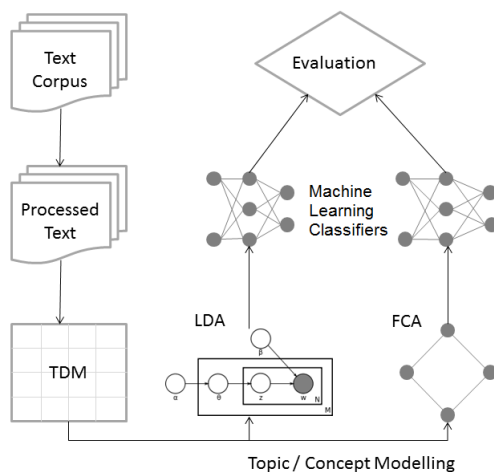 Text
Corpus
Evaluation
Processed
Text
Machine
Learning
Classifiers
LDA
FCA
TDM
β
α
θ
z
w
N
M
Topic / Concept Modelling